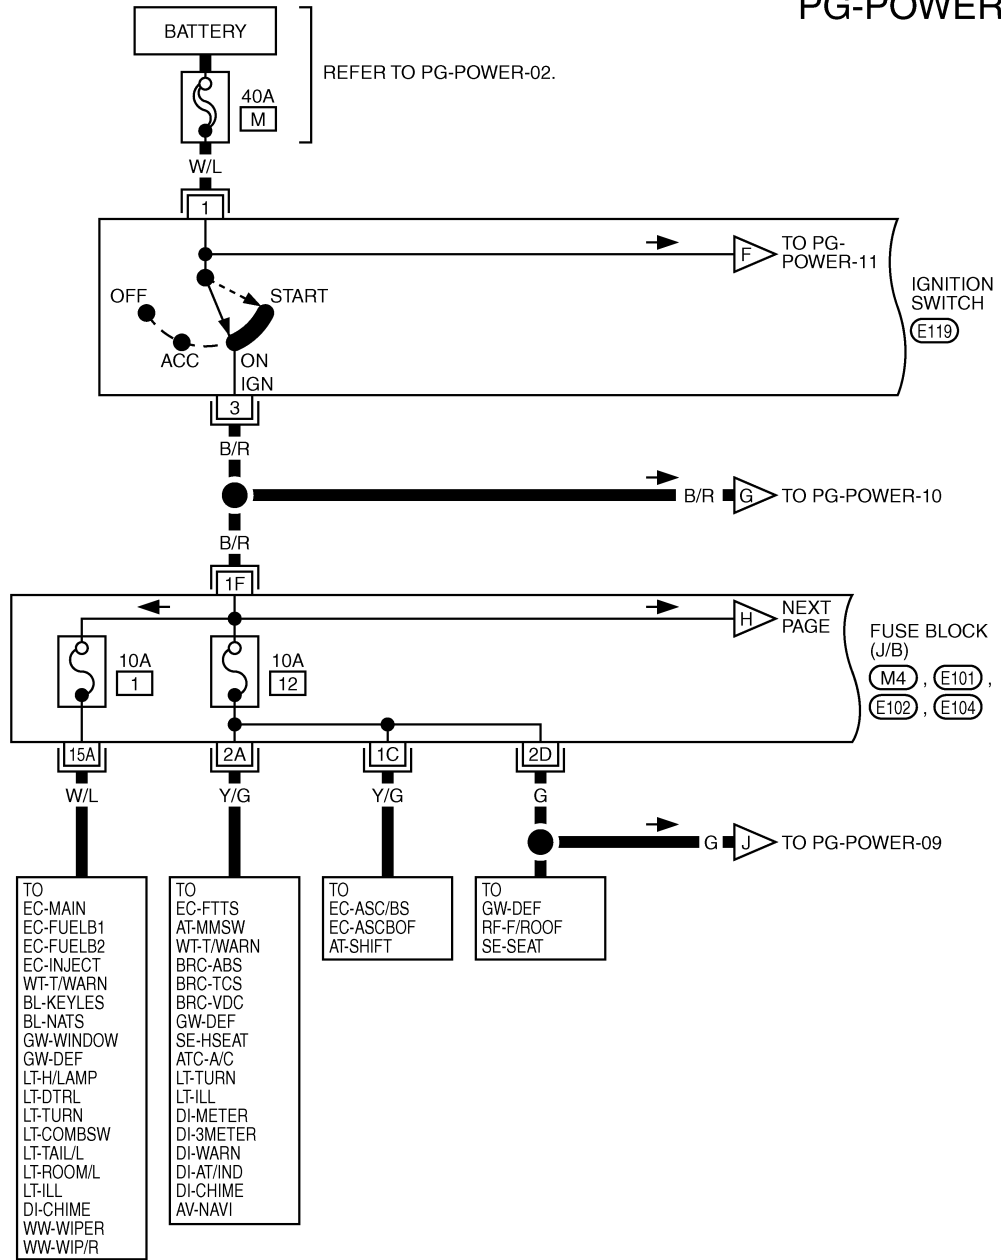 PG-POWER
BATTERY
REFER TO PG-POWER-02.
40A
M
W/L
1
F
TO PG-
POWER-11
OFF
START
ACC
ON
IGN
IGNITION
SWITCH
E119
3
B/R
B/R
G
TO PG-POWER-10
B/R
1F
H
NEXT
PAGE
10A
1
10A
12
FUSE BLOCK
(J/B)
M4 , E101 ,
E102 , E104
15A
2A
1C
2D
W/L
Y/G
Y/G
G
G
J
TO PG-POWER-09
TO
EC-MAIN
EC-FUELB1
EC-FUELB2
EC-INJECT
WT-T/WARN
BL-KEYLES
BL-NATS
GW-WINDOW
GW-DEF
LT-H/LAMP
LT-DTRL
LT-TURN
LT-COMBSW
LT-TAIL/L
LT-ROOM/L
LT-ILL
DI-CHIME
WW-WIPER
WW-WIP/R
TO
EC-FTTS
AT-MMSW
WT-T/WARN
BRC-ABS
BRC-TCS
BRC-VDC
GW-DEF
SE-HSEAT
ATC-A/C
LT-TURN
LT-ILL
DI-METER
DI-3METER
DI-WARN
DI-AT/IND
DI-CHIME
AV-NAVI
TO
EC-ASC/BS
EC-ASCBOF
AT-SHIFT
TO
GW-DEF
RF-F/ROOF
SE-SEAT